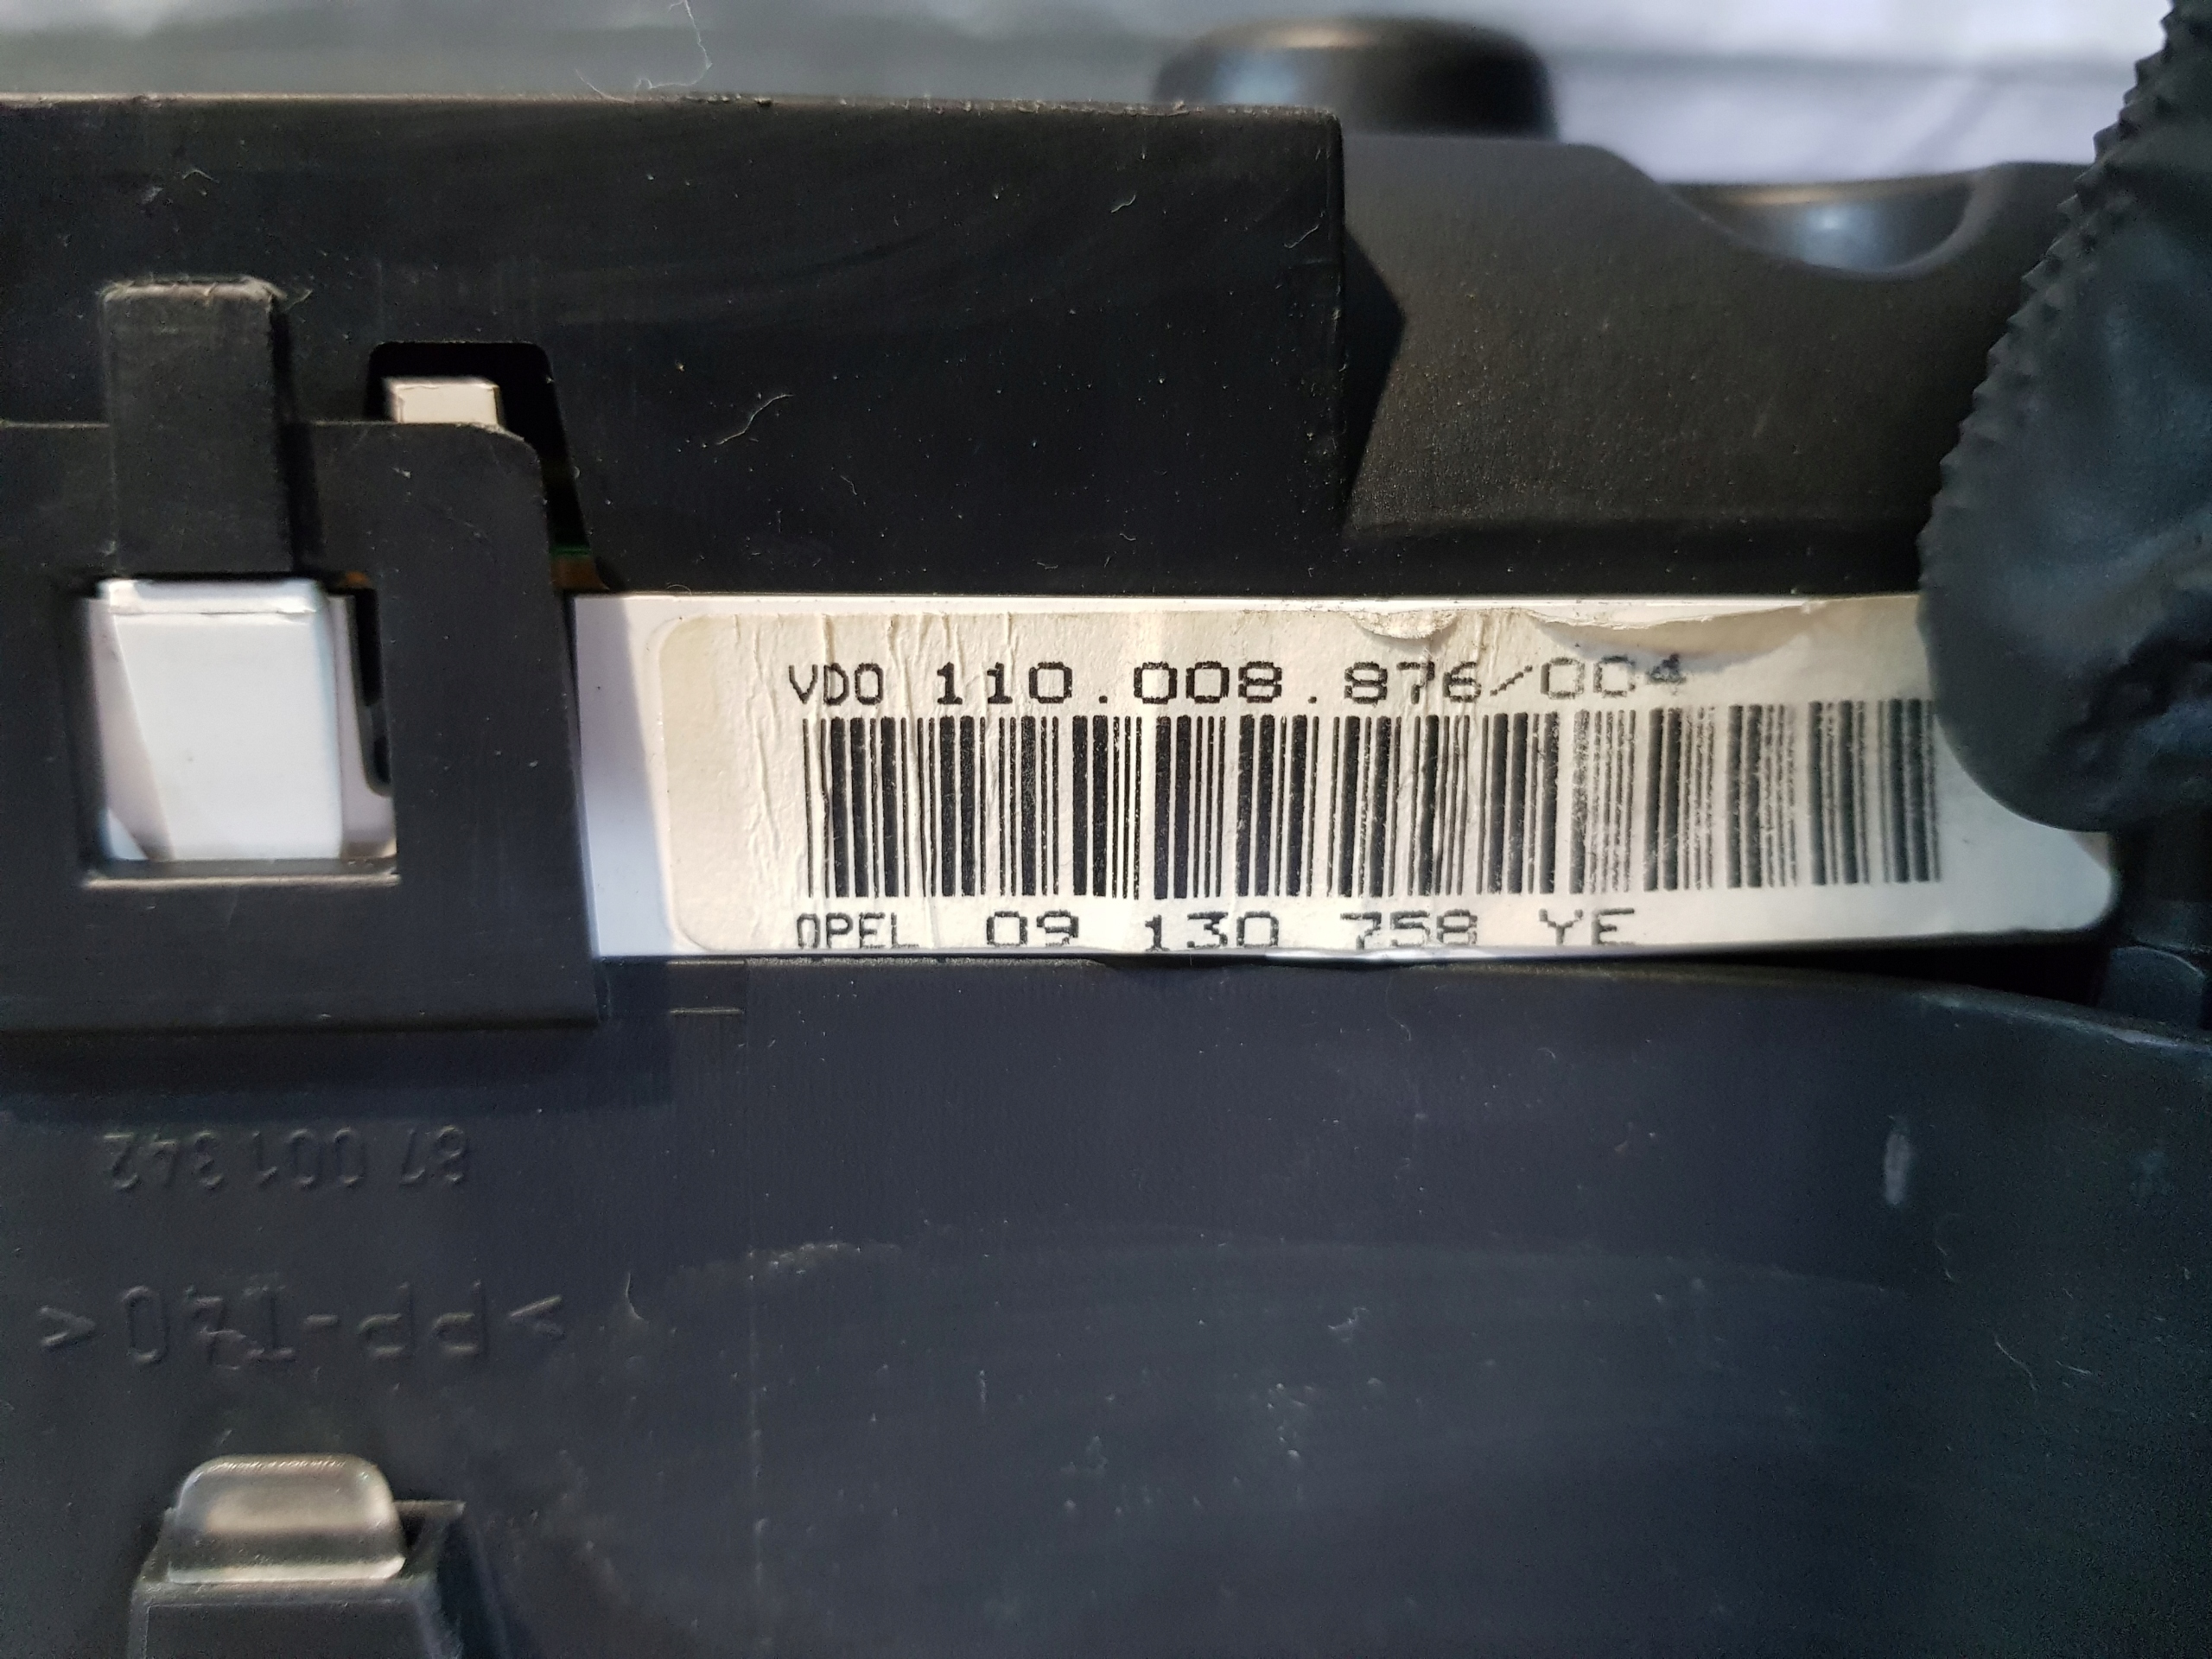 VDO 110.008.876/004
OPEL 09 130 758 YE
87 001 342
>PP-T40<